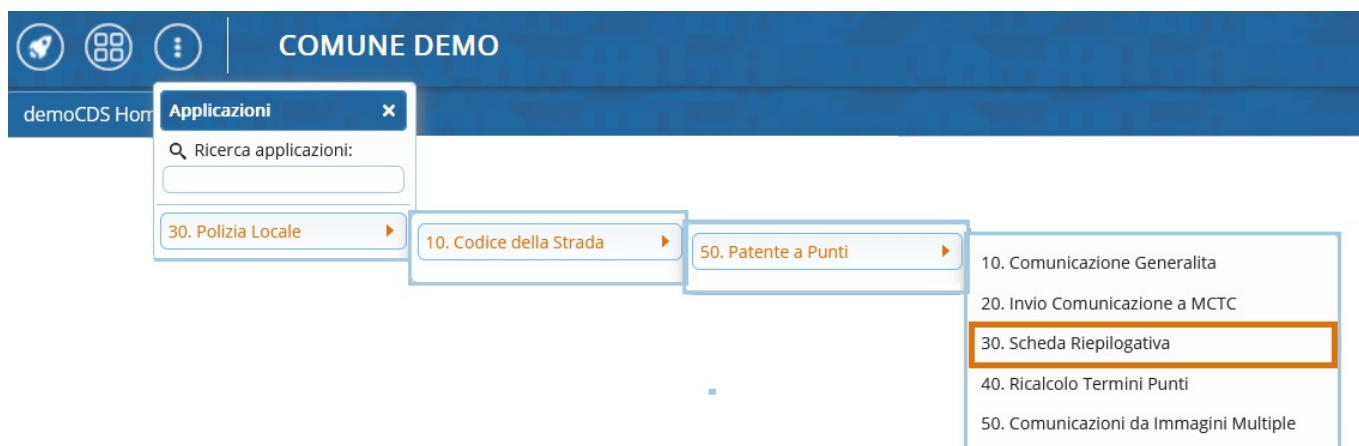 COMUNE DEMO
demoCDS Hom
Applicazioni
Ricerca applicazioni:
30. Polizia Locale
10. Codice della Strada
50. Patente a Punti
10. Comunicazione Generalita
20. Invio Comunicazione a MCTC
30. Scheda Riepilogativa
40. Ricalcolo Termini Punti
50. Comunicazioni da Immagini Multiple